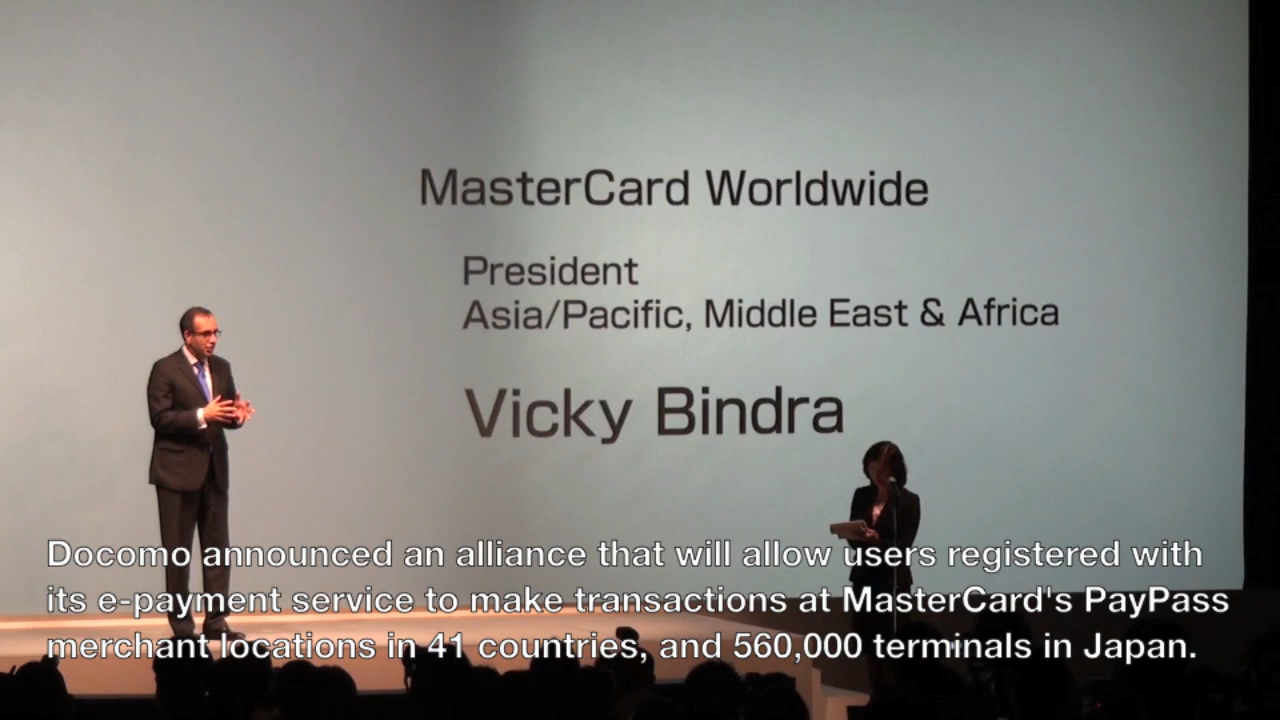 MasterCard Worldwide
President
Asia/Pacific, Middle East & Africa
Vicky Bindra
Docomo announced an alliance that will allow users registered with
its e-payment service to make transactions at MasterCard's PayPass
merchant locations in 41 countries, and 560,000 terminals in Japan.